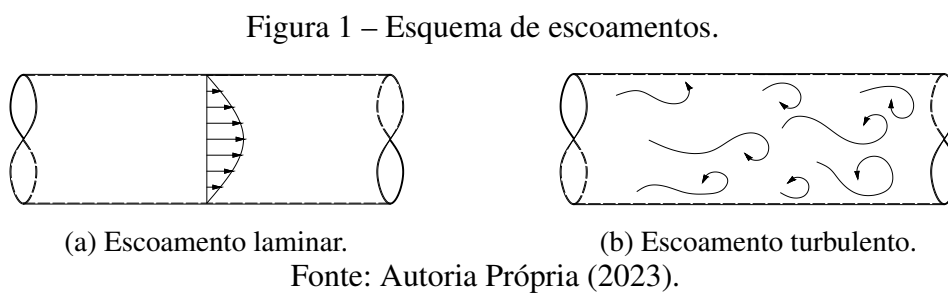 Figura 1 – Esquema de escoamentos.
(a) Escoamento laminar.
(b) Escoamento turbulento.
Fonte: Autoria Própria (2023).